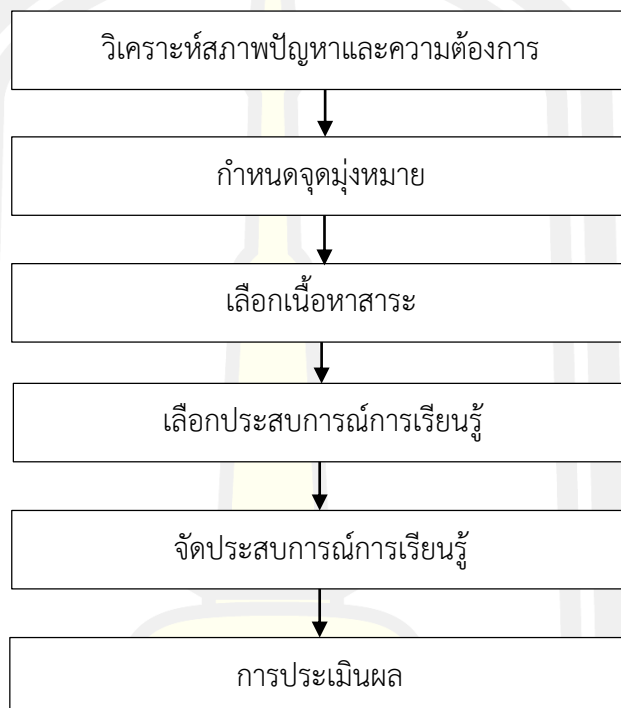 วิเคราะห์สภาพปัญหาและความต้องการ
กำหนดจุดมุ่งหมาย
เลือกเนื้อหาสาระ
เลือกประสบการณ์การเรียนรู้
จัดประสบการณ์การเรียนรู้
การประเมินผล